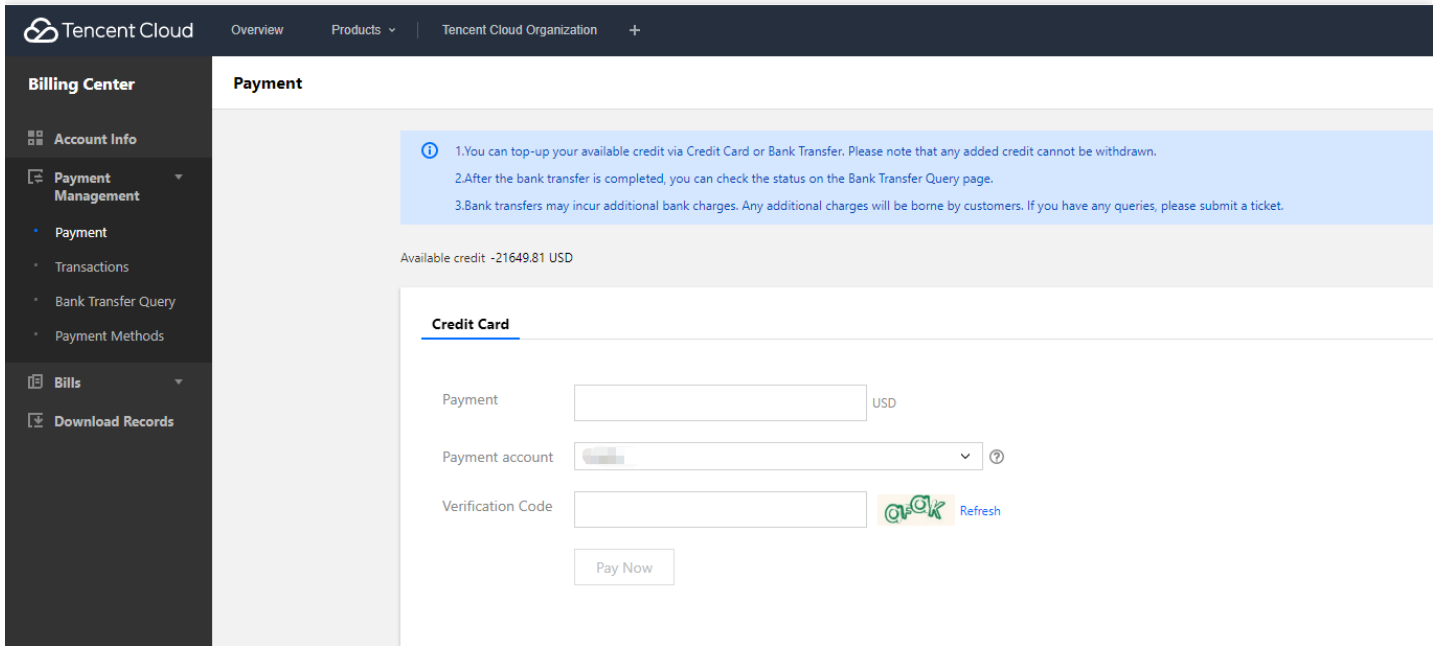 Tencent Cloud Overview Products Tencent Cloud Organization +
Billing Center
Payment
Account Info
Payment
Management
Payment
Transactions
Bank Transfer Query
Payment Methods
Bills
Download Records
1.You can top-up your available credit via Credit Card or Bank Transfer. Please note that any added credit cannot be withdrawn.
2.After the bank transfer is completed, you can check the status on the Bank Transfer Query page.
3.Bank transfers may incur additional bank charges. Any additional charges will be borne by customers. If you have any queries, please submit a ticket.
Available credit -21649.81 USD
Credit Card
Payment USD
Payment account
Verification Code Refresh
Pay Now